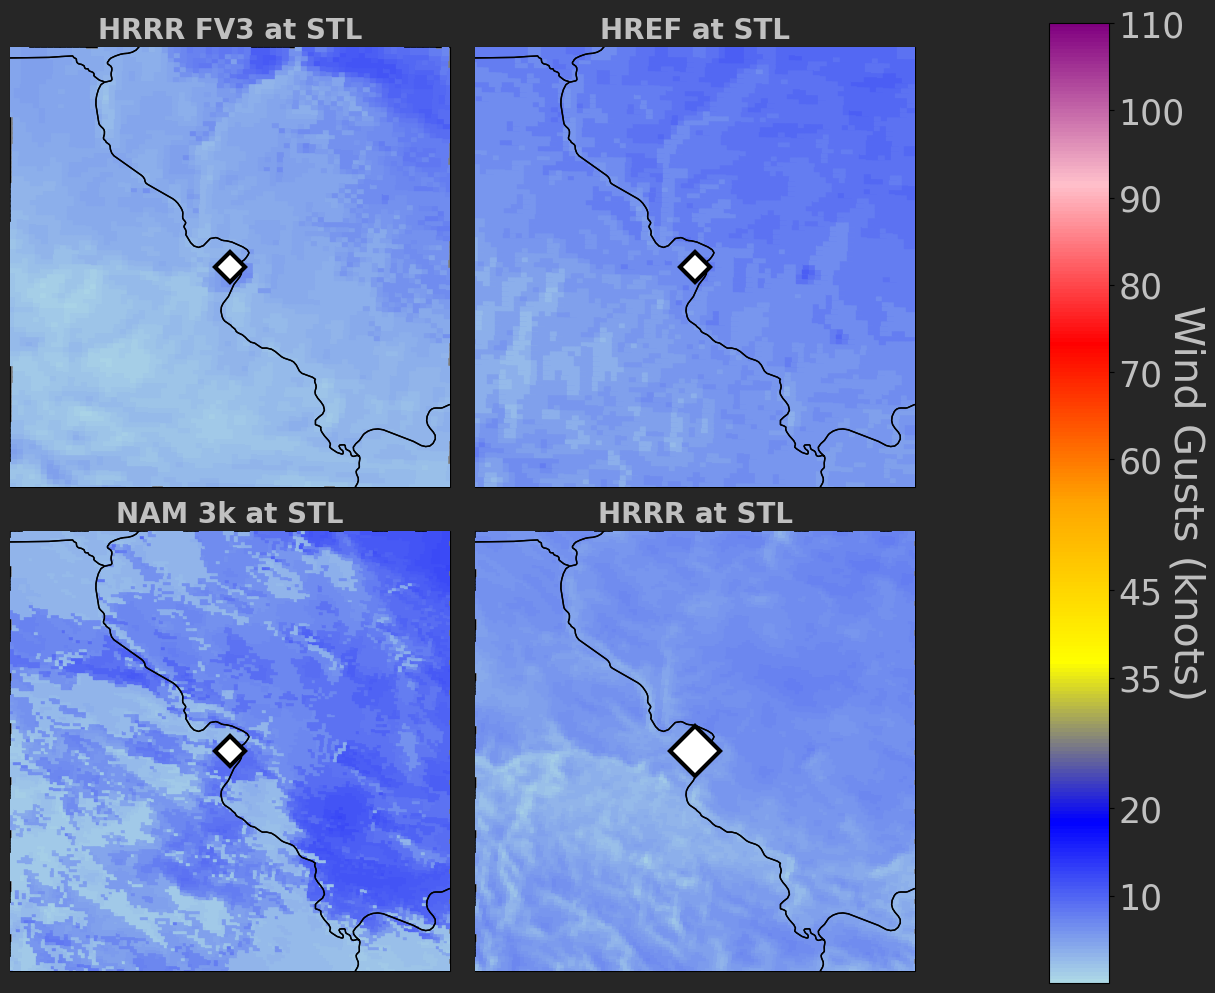 HRRR FV3 at STL
HREF at STL
NAM 3k at STL
HRRR at STL
110
100
90
80
70
60
45
35
20
10
Wind Gusts (knots)